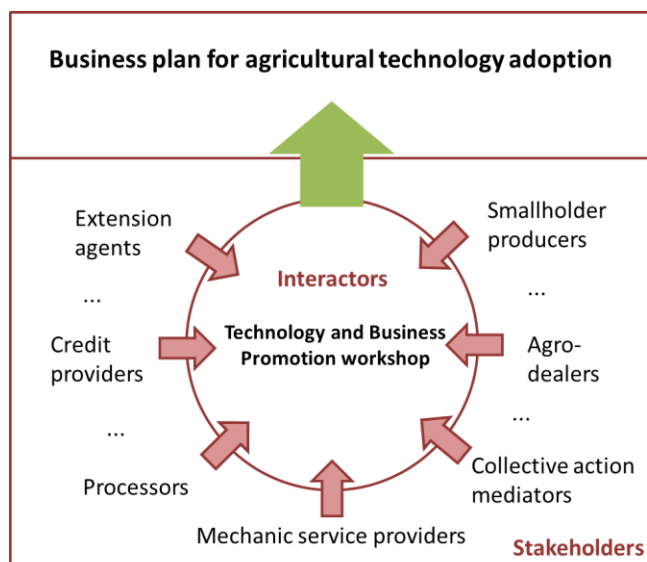 Business plan for agricultural technology adoption
Extension
agents
...
Credit
providers
...
Processors
Mechanic service providers
Interactors
Technology and Business
Promotion workshop
Smallholder
producers
...
Agro-
dealers
...
Collective action
mediators
Stakeholders